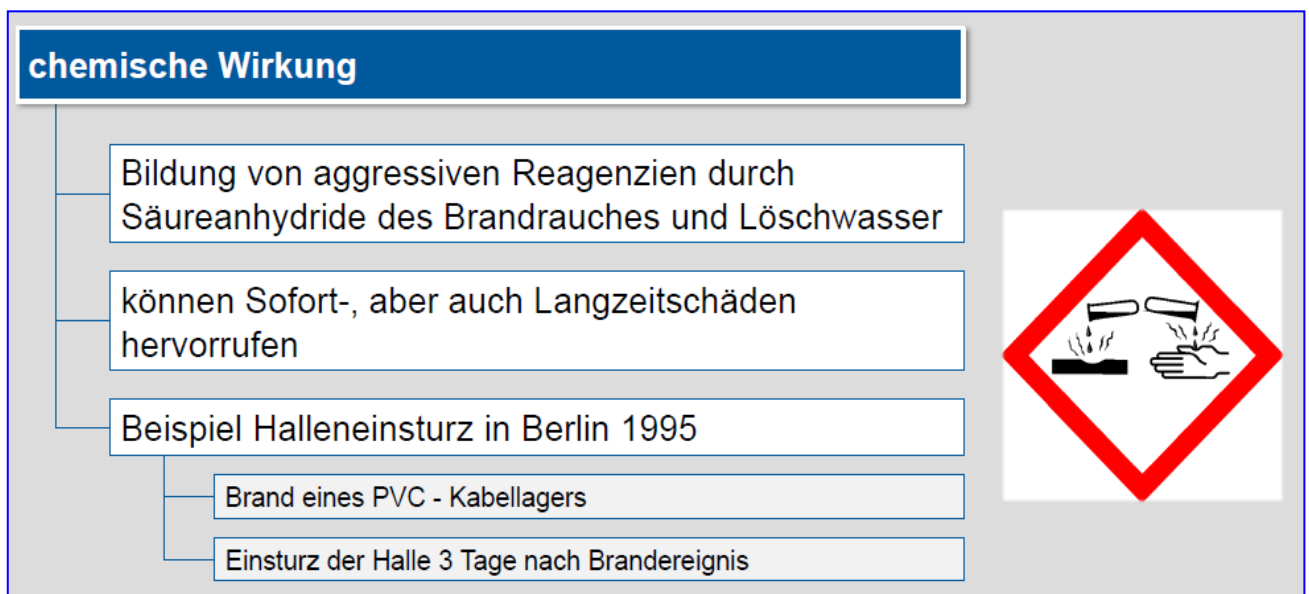 chemische Wirkung
Bildung von aggressiven Reagenzien durch
Säureanhydride des Brandrauches und Löschwasser
können Sofort-, aber auch Langzeitschäden
hervorrufen
Beispiel Halleneinsturz in Berlin 1995
Brand eines PVC - Kabellagers
Einsturz der Halle 3 Tage nach Brandereignis